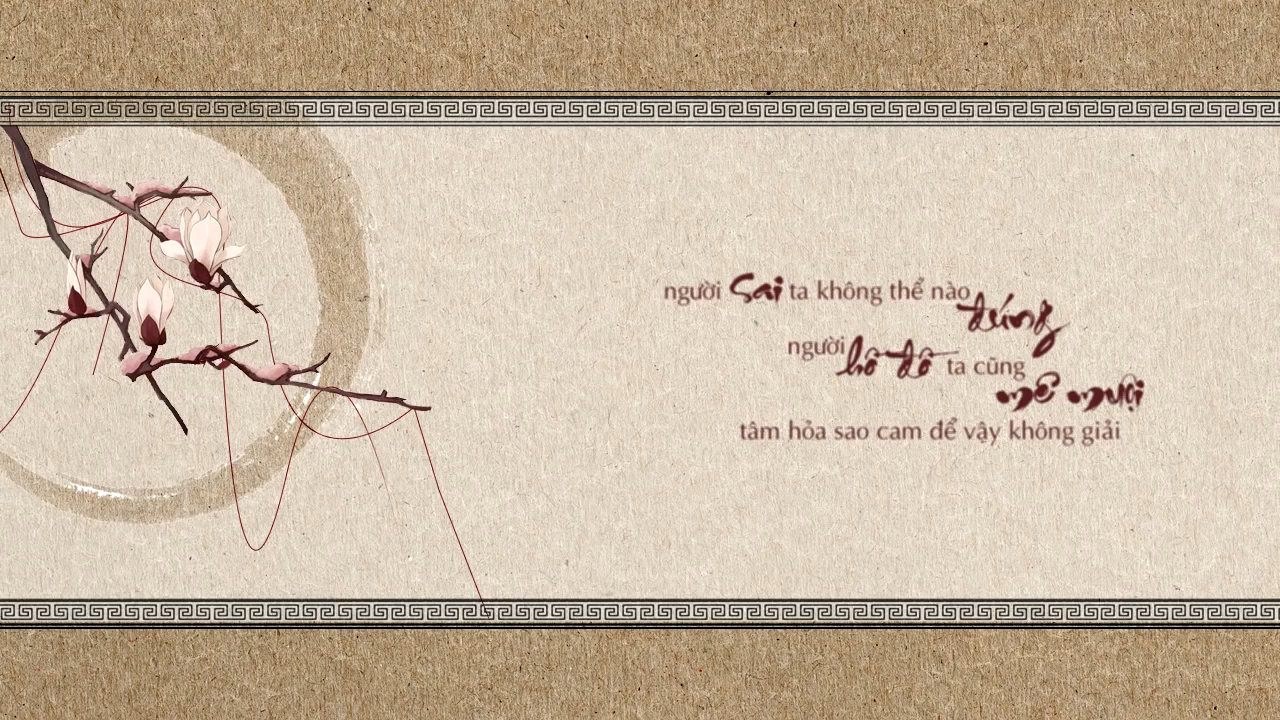 người Sai ta không thể nào đúng
người hồ đồ ta cũng mê muội
tâm hỏa sao cam để vậy không giải